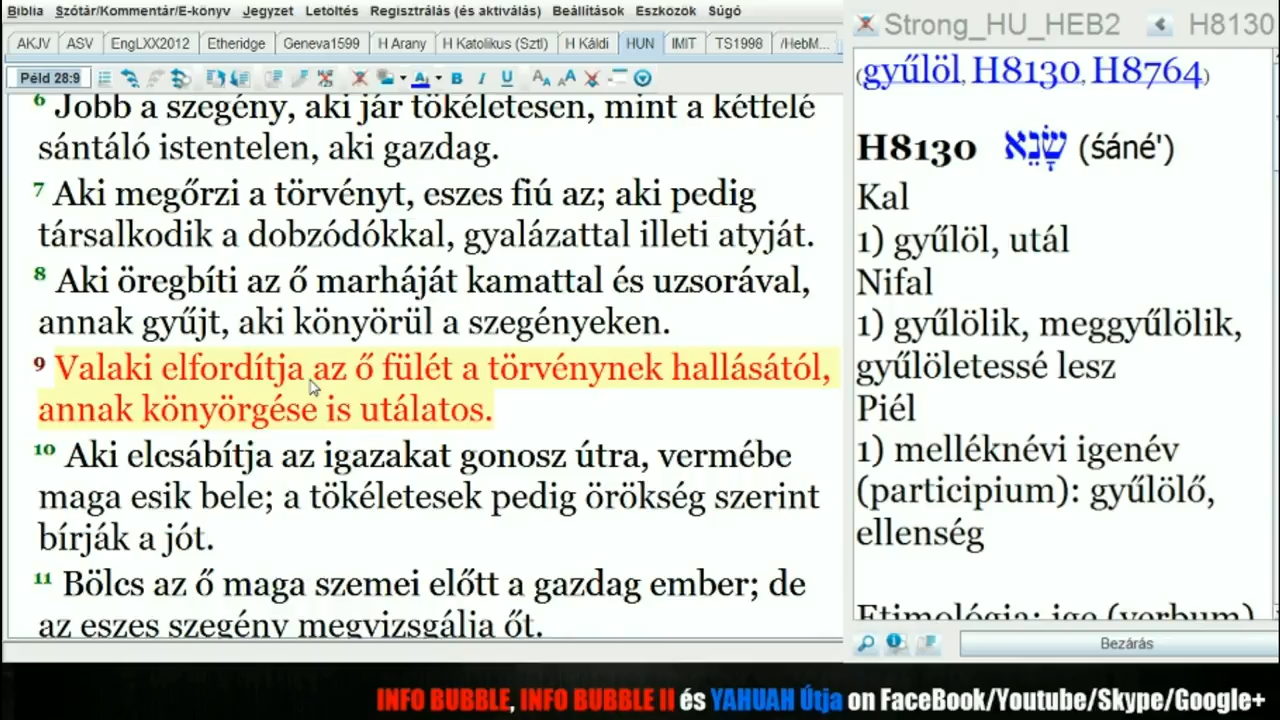 Biblia Szótár/Kommentár/E-könyv Jegyzet Letöltés Regisztrálás (és aktiválás) Beállítások Eszközök Súgó
AKJV ASV EngLXX2012 Etheridge Geneva1599 H Arany H Katolikus (Sztl) H Káldi HUN IMIT TS1998 /HebM...
Péld 28:9
6 Jobb a szegény, aki jár tökéletesen, mint a kétfelé
sántáló istentelen, aki gazdag.
7 Aki megőrzi a törvényt, eszes fiú az; aki pedig
társalkodik a dobzódókkal, gyalázattal illeti atyját.
8 Aki öregbíti az ő marháját kamattal és uzsorával,
annak gyűjt, aki könyörül a szegényeken.
9 Valaki elfordítja az ő fülét a törvénynek hallásától,
annak könyörgése is utálatos.
10 Aki elcsábítja az igazakat gonosz útra, vermébe
maga esik bele; a tökéletesek pedig örökség szerint
bírják a jót.
11 Bölcs az ő maga szemei előtt a gazdag ember; de
az eszes szegény megvizsgálja őt.
Strong_HU_HEB2 H8130
(gyűlöl, H8130, H8764)
H8130 שָׂנֵא (śáné')
Kal
1) gyűlöl, utál
Nifal
1) gyűlölik, meggyűlölik,
gyűlöletessé lesz
Piél
1) melléknévi igenév
(participium): gyűlölő,
ellenség
Etimológia: ige (verbum)
Bezárás
INFO BUBBLE, INFO BUBBLE II és YAHUAH Útja on FaceBook/Youtube/Skype/Google+